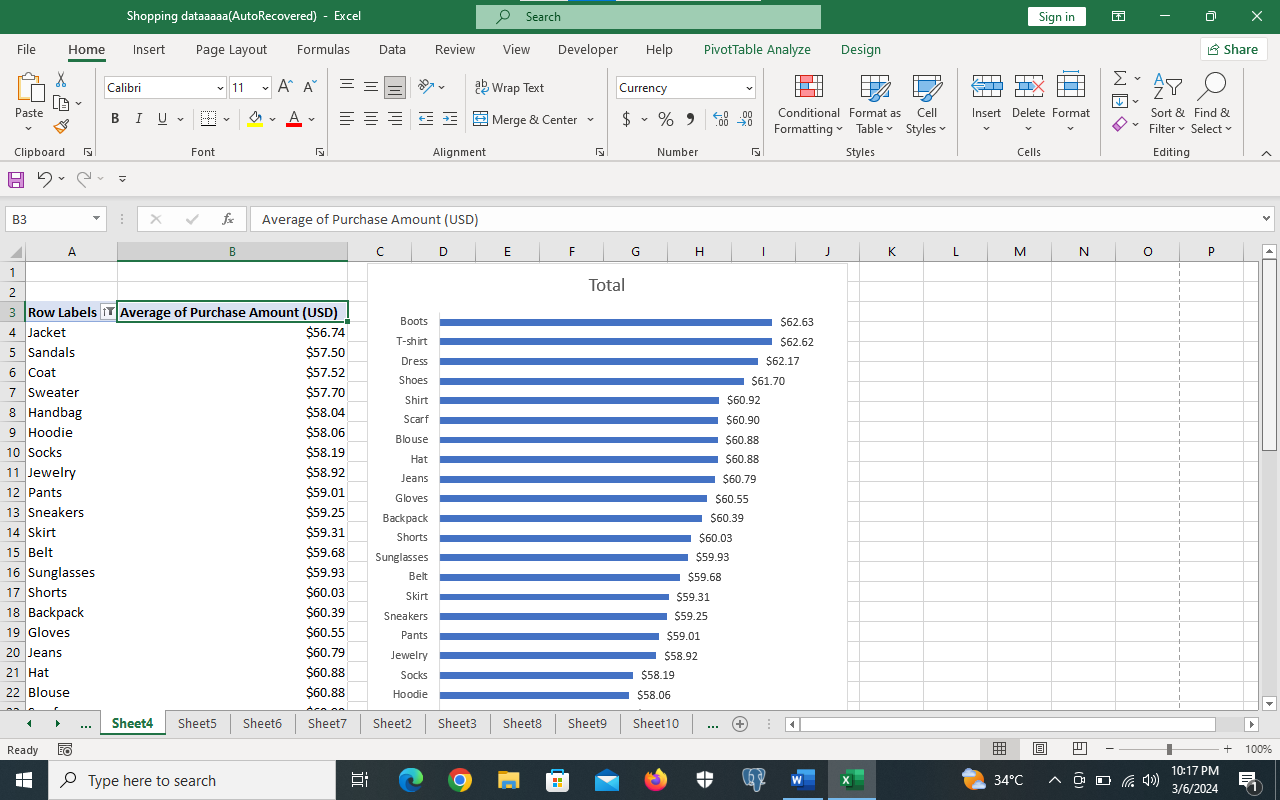 Shopping dataaaaa(AutoRecovered) - Excel
Search
Sign in
File Home Insert Page Layout Formulas Data Review View Developer Help PivotTable Analyze Design Share
Paste
Calibri 11
B I U
A A
Wrap Text
Merge & Center
Currency
$ % ,
Conditional Formatting
Format as Table
Cell Styles
Insert Delete Format
Sort & Filter
Find & Select
Clipboard Font Alignment Number Styles Cells Editing
B3 fx Average of Purchase Amount (USD)
A B C D E F G H I J K L M N O P
1
2
3 Row Labels Average of Purchase Amount (USD)
4 Jacket $56.74
5 Sandals $57.50
6 Coat $57.52
7 Sweater $57.70
8 Handbag $58.04
9 Hoodie $58.06
10 Socks $58.19
11 Jewelry $58.92
12 Pants $59.01
13 Sneakers $59.25
14 Skirt $59.31
15 Belt $59.68
16 Sunglasses $59.93
17 Shorts $60.03
18 Backpack $60.39
19 Gloves $60.55
20 Jeans $60.79
21 Hat $60.88
22 Blouse $60.88
Total
Boots $62.63
T-shirt $62.62
Dress $62.17
Shoes $61.70
Shirt $60.92
Scarf $60.90
Blouse $60.88
Hat $60.88
Jeans $60.79
Gloves $60.55
Backpack $60.39
Shorts $60.03
Sunglasses $59.93
Belt $59.68
Skirt $59.31
Sneakers $59.25
Pants $59.01
Jewelry $58.92
Socks $58.19
Hoodie $58.06
... Sheet4 Sheet5 Sheet6 Sheet7 Sheet2 Sheet3 Sheet8 Sheet9 Sheet10 ...
Ready 100%
Type here to search
34°C
10:17 PM
3/6/2024
1